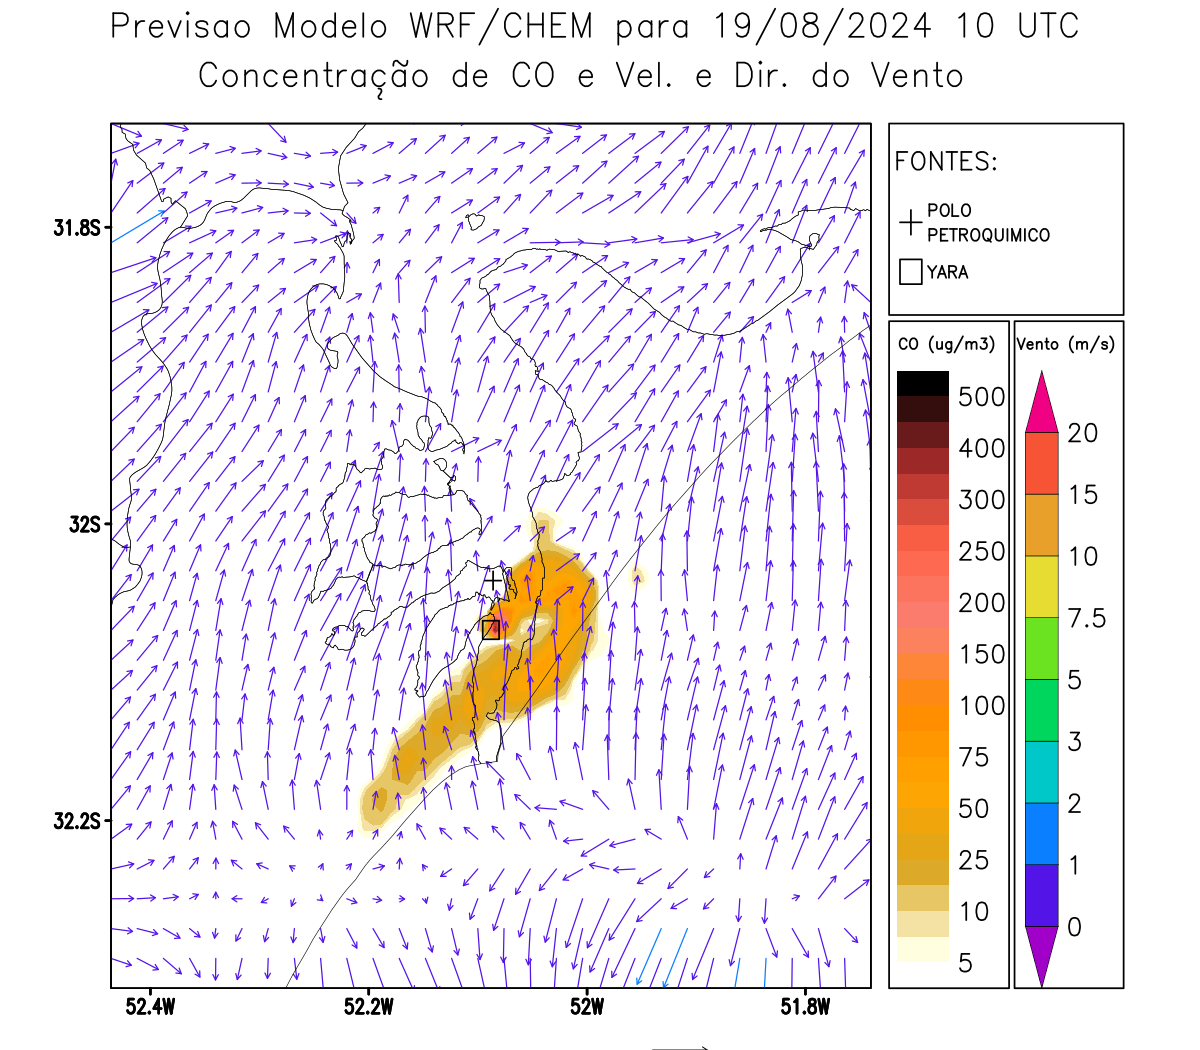 Previsao Modelo WRF/CHEM para 19/08/2024 10 UTC
Concentração de CO e Vel. e Dir. do Vento
FONTES:
POLO
PETROQUIMICO
YARA
CO (ug/m3)
500
400
300
250
200
150
100
75
50
25
10
5
Vento (m/s)
20
15
10
7.5
5
3
2
1
0
31.8S
32S
32.2S
52.4W
52.2W
52W
51.8W